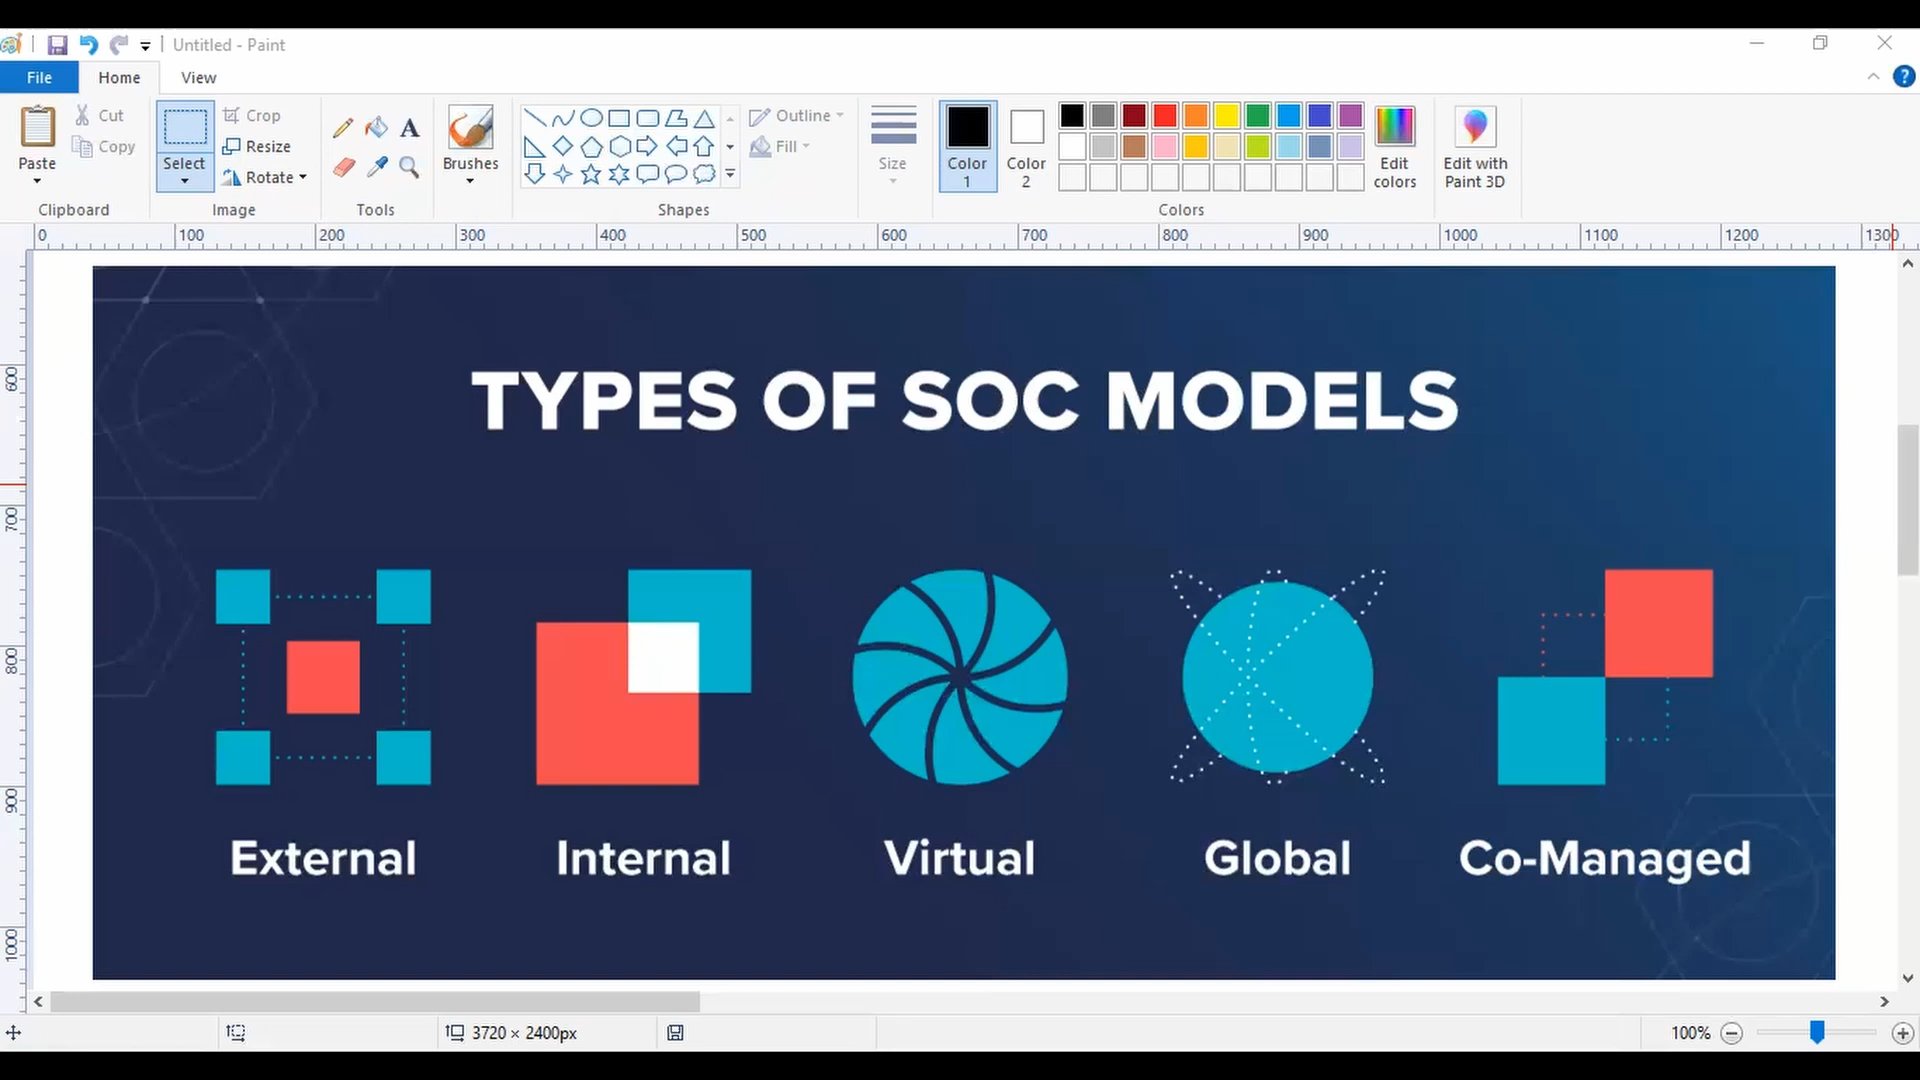 Untitled - Paint
File Home View
Paste
Cut
Copy
Clipboard
Select
Crop
Resize
Rotate
Image
A
Tools
Brushes
Outline
Fill
Shapes
Size
Color 1
Color 2
Edit colors
Colors
Edit with Paint 3D
?
0 100 200 300 400 500 600 700 800 900 1000 1100 1200 1300
600
700
800
900
1000
TYPES OF SOC MODELS
External Internal Virtual Global Co-Managed
3720 × 2400px
100%